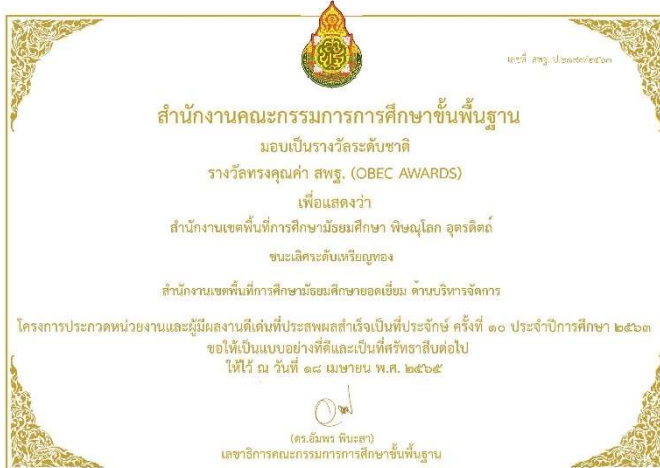 เลขที่ สพฐ.
สำนักงานคณะกรรมการการศึกษาขั้นพื้นฐาน
มอบเป็นรางวัลระดับชาติ
รางวัลทรงคุณค่า สพฐ. (OBEC AWARDS)
เพื่อแสดงว่า
สำนักงานเขตพื้นที่การศึกษามัธยมศึกษา พิษณุโลก อุตรดิตถ์
ชนะเลิศระดับเหรียญทอง
สำนักงานเขตพื้นที่การศึกษามัธยมศึกษายอดเยี่ยม ด้านบริหารจัดการ
โครงการประกวดหน่วยงานและผู้มีผลงานดีเด่นที่ประสพผลสำเร็จเป็นที่ประจักษ์ ครั้งที่ ๑๐ ประจำปีการศึกษา ๒๕๖๓
ขอให้เป็นแบบอย่างที่ดีและเป็นที่ศรัทธาสืบต่อไป
ให้ไว้ ณ วันที่ ๑๘ เมษายน พ.ศ. ๒๕๖๕
(ดร.อัมพร พินะสา)
เลขาธิการคณะกรรมการการศึกษาขั้นพื้นฐาน